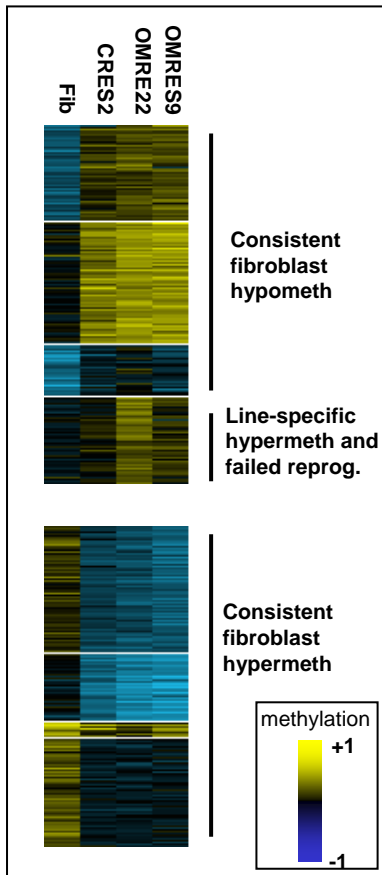 Fib
CRES2
OMRE22
OMRES9
Consistent
fibroblast
hypometh
Line-specific
hypermeth and
failed reprog.
Consistent
fibroblast
hypermeth
methylation
+1
-1